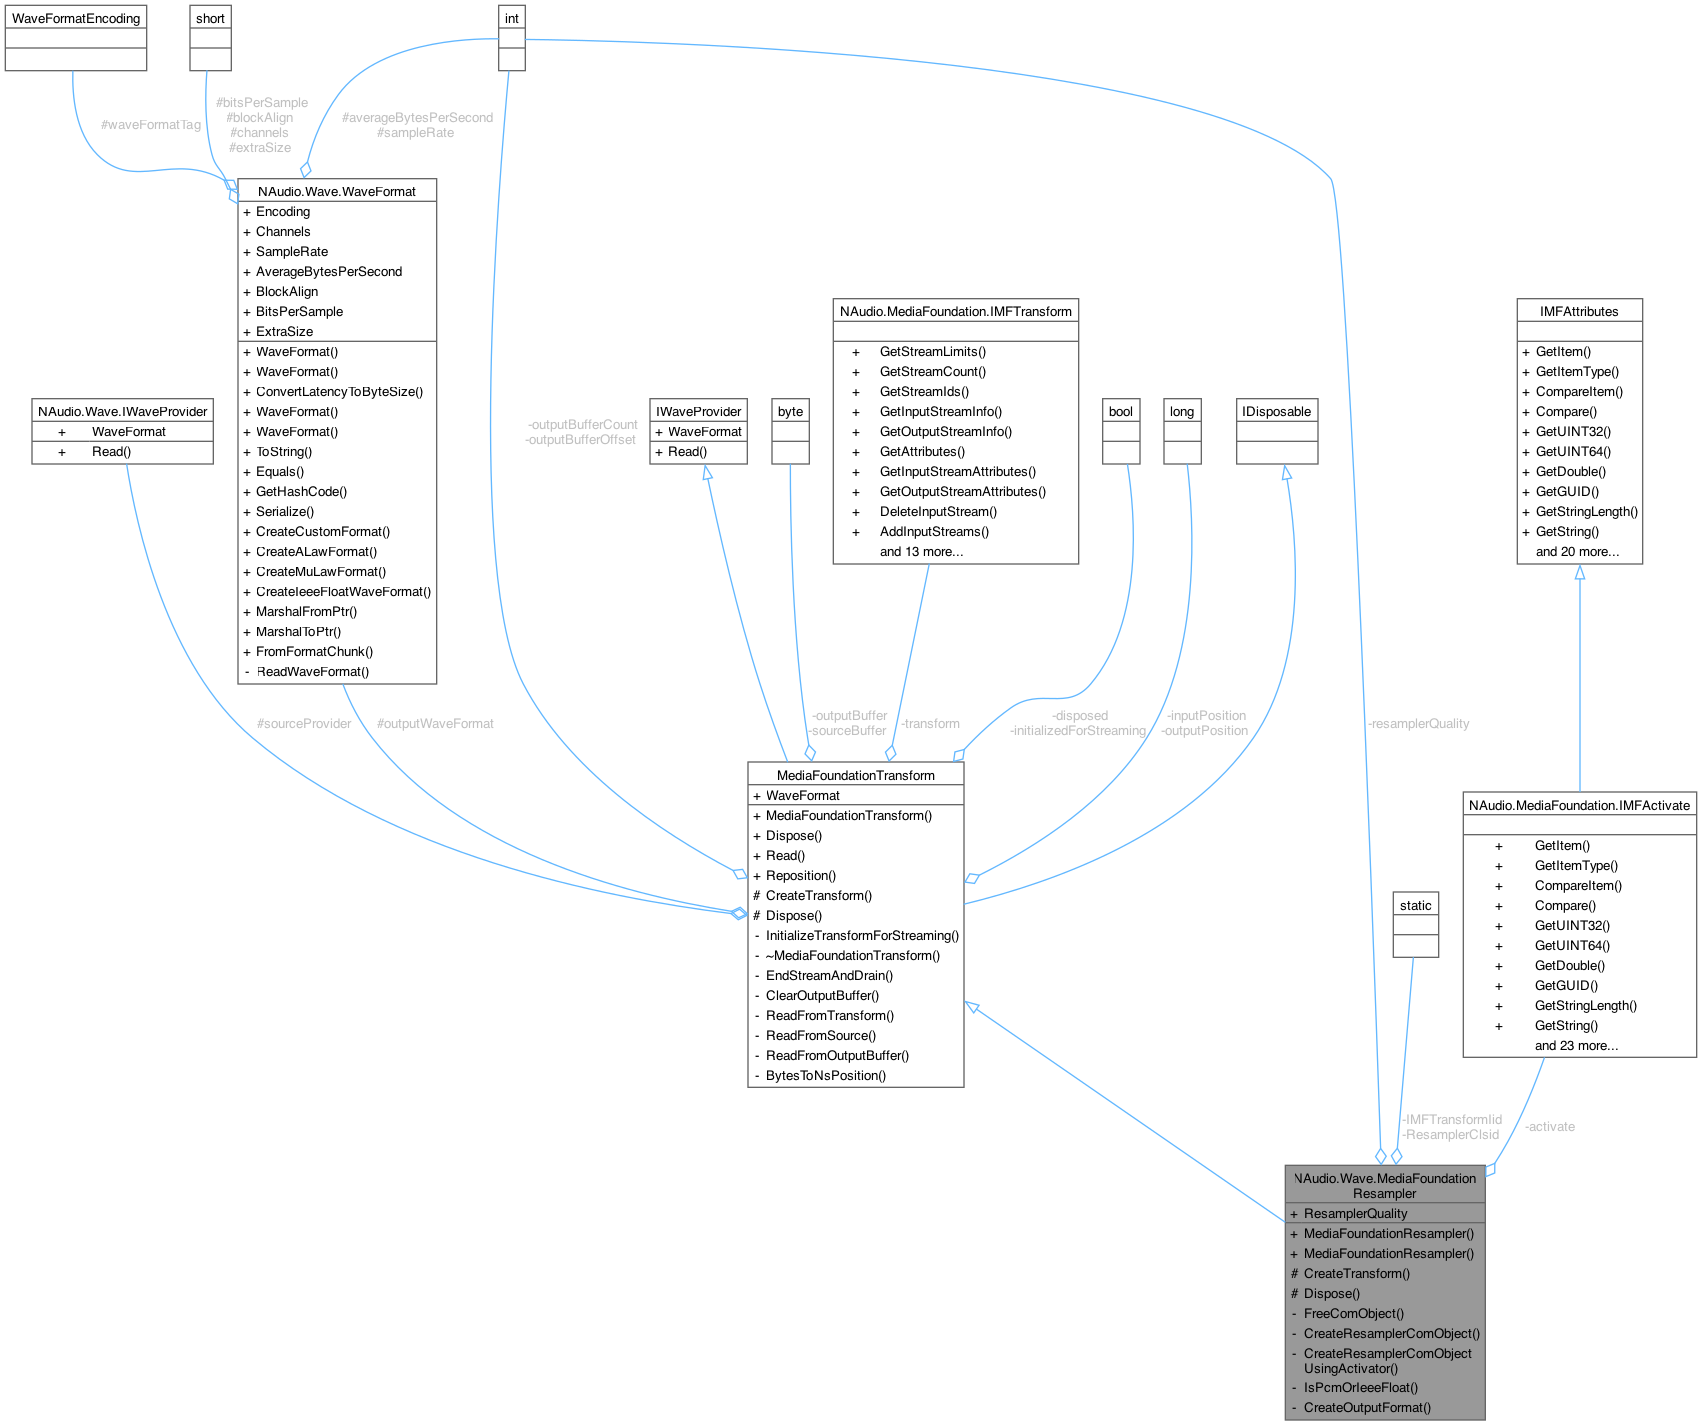 WaveFormatEncoding
short
int
#waveFormatTag
#bitsPerSample
#blockAlign
#channels
#extraSize
#averageBytesPerSecond
#sampleRate
NAudio.Wave.WaveFormat
+ Encoding
+ Channels
+ SampleRate
+ AverageBytesPerSecond
+ BlockAlign
+ BitsPerSample
+ ExtraSize
+ WaveFormat()
+ WaveFormat()
+ ConvertLatencyToByteSize()
+ WaveFormat()
+ WaveFormat()
+ ToString()
+ Equals()
+ GetHashCode()
+ Serialize()
+ CreateCustomFormat()
+ CreateALawFormat()
+ CreateMuLawFormat()
+ CreateIeeeFloatWaveFormat()
+ MarshalFromPtr()
+ MarshalToPtr()
+ FromFormatChunk()
- ReadWaveFormat()
NAudio.Wave.IWaveProvider
+ WaveFormat
+ Read()
-outputBufferCount
-outputBufferOffset
IWaveProvider
+ WaveFormat
+ Read()
byte
NAudio.MediaFoundation.IMFTransform
+ GetStreamLimits()
+ GetStreamCount()
+ GetStreamIds()
+ GetInputStreamInfo()
+ GetOutputStreamInfo()
+ GetAttributes()
+ GetInputStreamAttributes()
+ GetOutputStreamAttributes()
+ DeleteInputStream()
+ AddInputStreams()
and 13 more...
bool
long
IDisposable
IMFAttributes
+ GetItem()
+ GetItemType()
+ CompareItem()
+ Compare()
+ GetUINT32()
+ GetUINT64()
+ GetDouble()
+ GetGUID()
+ GetStringLength()
+ GetString()
and 20 more...
#sourceProvider
#outputWaveFormat
-outputBuffer
-sourceBuffer
-transform
-disposed
-initializedForStreaming
-inputPosition
-outputPosition
-resamplerQuality
MediaFoundationTransform
+ WaveFormat
+ MediaFoundationTransform()
+ Dispose()
+ Read()
+ Reposition()
# CreateTransform()
# Dispose()
- InitializeTransformForStreaming()
- ~MediaFoundationTransform()
- EndStreamAndDrain()
- ClearOutputBuffer()
- ReadFromTransform()
- ReadFromSource()
- ReadFromOutputBuffer()
- BytesToNsPosition()
static
NAudio.MediaFoundation.IMFActivate
+ GetItem()
+ GetItemType()
+ CompareItem()
+ Compare()
+ GetUINT32()
+ GetUINT64()
+ GetDouble()
+ GetGUID()
+ GetStringLength()
+ GetString()
and 23 more...
-IMFTransformIid
-ResamplerClsid
-activate
NAudio.Wave.MediaFoundation
Resampler
+ ResamplerQuality
+ MediaFoundationResampler()
+ MediaFoundationResampler()
# CreateTransform()
# Dispose()
- FreeComObject()
- CreateResamplerComObject()
- CreateResamplerComObject
UsingActivator()
- IsPcmOrIeeeFloat()
- CreateOutputFormat()